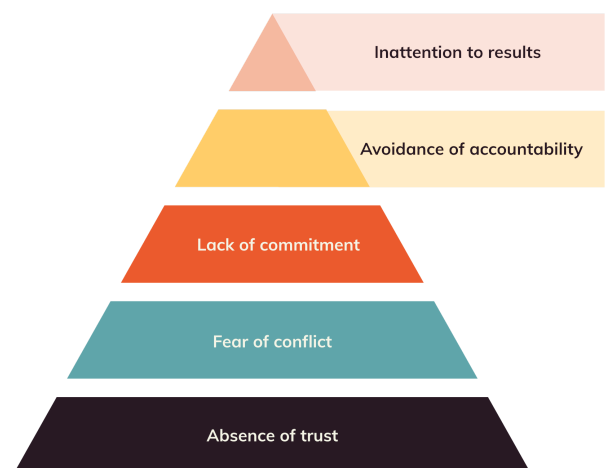 Inattention to results
Avoidance of accountability
Lack of commitment
Fear of conflict
Absence of trust